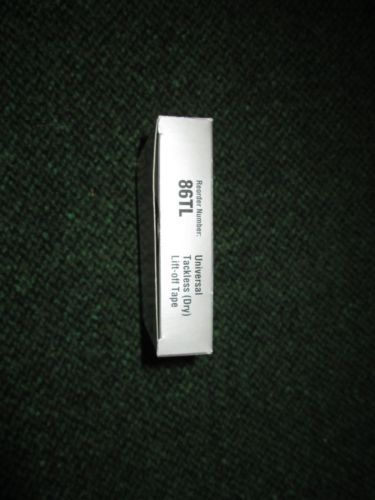 Reorder Number:
86TL
Universal
Tackless (Dry)
Lift-off Tape